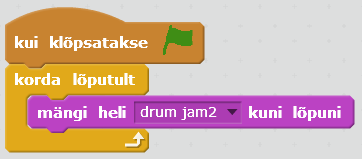 kui klõpsatakse
korda lõputult
mängi heli drum jam2 kuni lõpuni